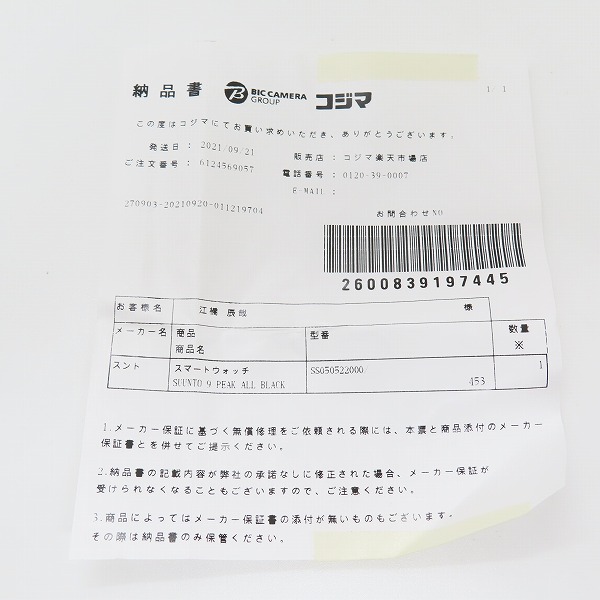 納品書 BIC CAMERA GROUP コジマ 1/ 1
この度はコジマにてお買い求めいただき、ありがとうございます。
発送日 : 2021/09/21 販売店 : コジマ楽天市場店
ご注文番号 : 6124569057 電話番号 : 0120-39-0007
E-MAIL :
270903-20210920-011219704
お問合わせNO
2600839197445
お客様名 江橋 辰哉 様
メーカー名 商品 型番 数量
商品名 ※
スント スマートウォッチ SS050522000/ 1
SUUNTO 9 PEAK ALL BLACK 453
1.メーカー保証に基づく無償修理をご依頼される際には、本票と商品添付のメーカー
保証書とを併せてご提示ください。
2.納品書の記載内容が弊社の承諾なしに修正された場合、メーカー保証が
受けられなくなることもございますので、ご注意ください。
3.商品によってはメーカー保証書の添付が無いものもございます。
その際は納品書のみ保管ください。